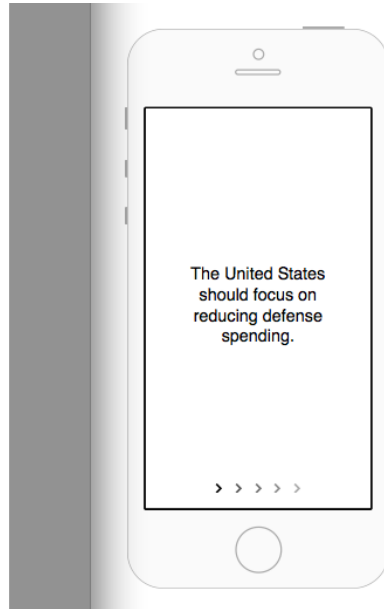 The United States
should focus on
reducing defense
spending.
> > > > >